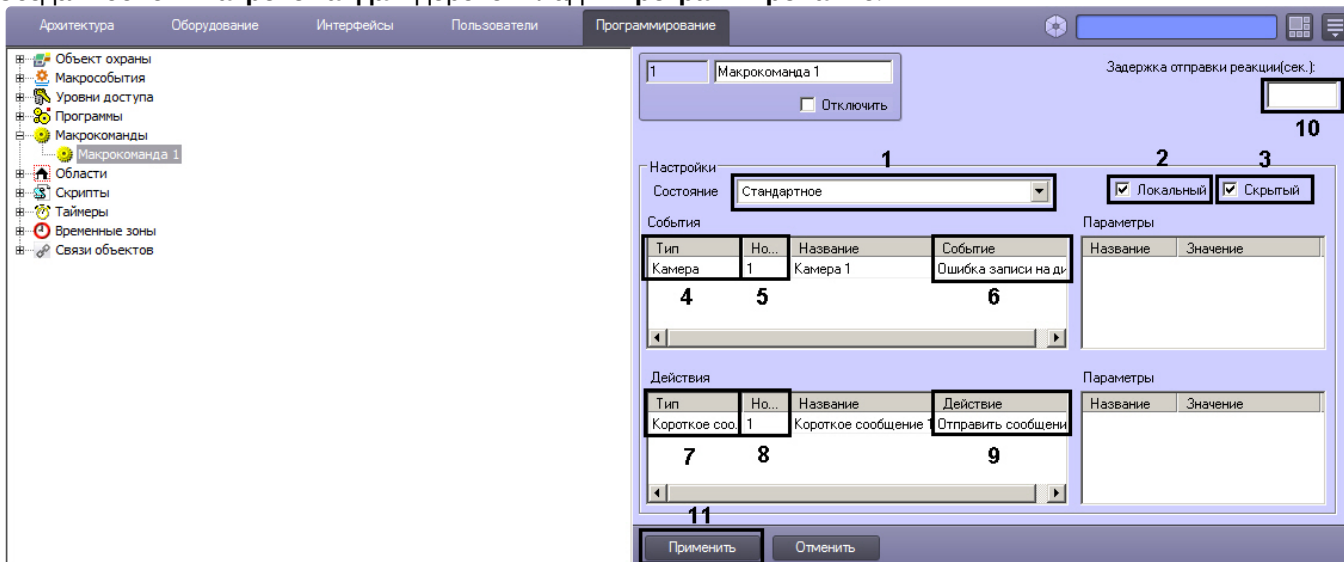 Архитектура Оборудование Интерфейсы Пользователи Программирование
Объект охраны
Макрособытия
Уровни доступа
Программы
Макрокоманды
Макрокоманда 1
Области
Скрипты
Таймеры
Временные зоны
Связи объектов
1 Макрокоманда 1
Отключить
Задержка отправки реакции(сек.):
10
Настройки 1 2 3
Состояние Стандартное Локальный Скрытый
События Параметры
Тип Но... Название Событие Название Значение
Камера 1 Камера 1 Ошибка записи на ди
4 5 6
Действия Параметры
Тип Но... Название Действие Название Значение
Короткое соо. 1 Короткое сообщение 1 Отправить сообщени
7 8 9
11
Применить Отменить